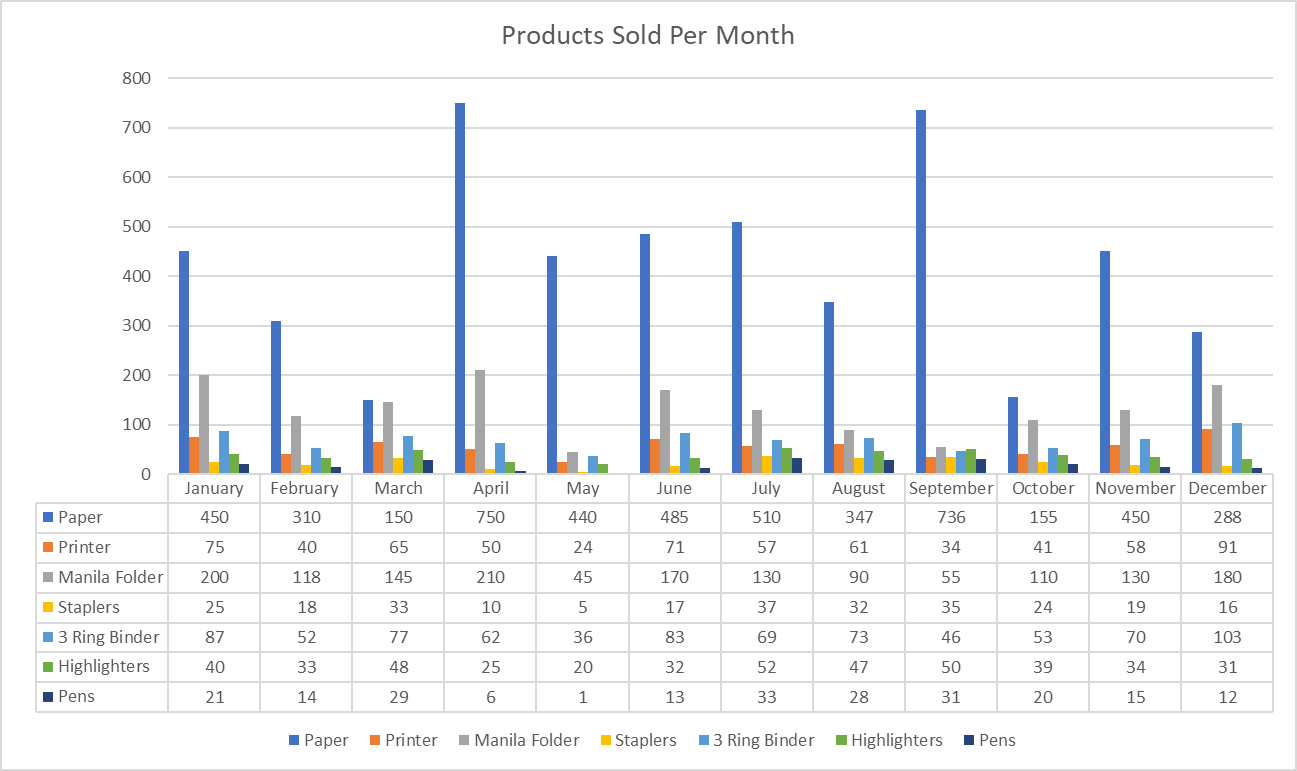 Products Sold Per Month
800
700
600
500
400
300
200
100
0
January February March April May June July August September October November December
Paper 450 310 150 750 440 485 510 347 736 155 450 288
Printer 75 40 65 50 24 71 57 61 34 41 58 91
Manila Folder 200 118 145 210 45 170 130 90 55 110 130 180
Staplers 25 18 33 10 5 17 37 32 35 24 19 16
3 Ring Binder 87 52 77 62 36 83 69 73 46 53 70 103
Highlighters 40 33 48 25 20 32 52 47 50 39 34 31
Pens 21 14 29 6 1 13 33 28 31 20 15 12
Paper Printer Manila Folder Staplers 3 Ring Binder Highlighters Pens